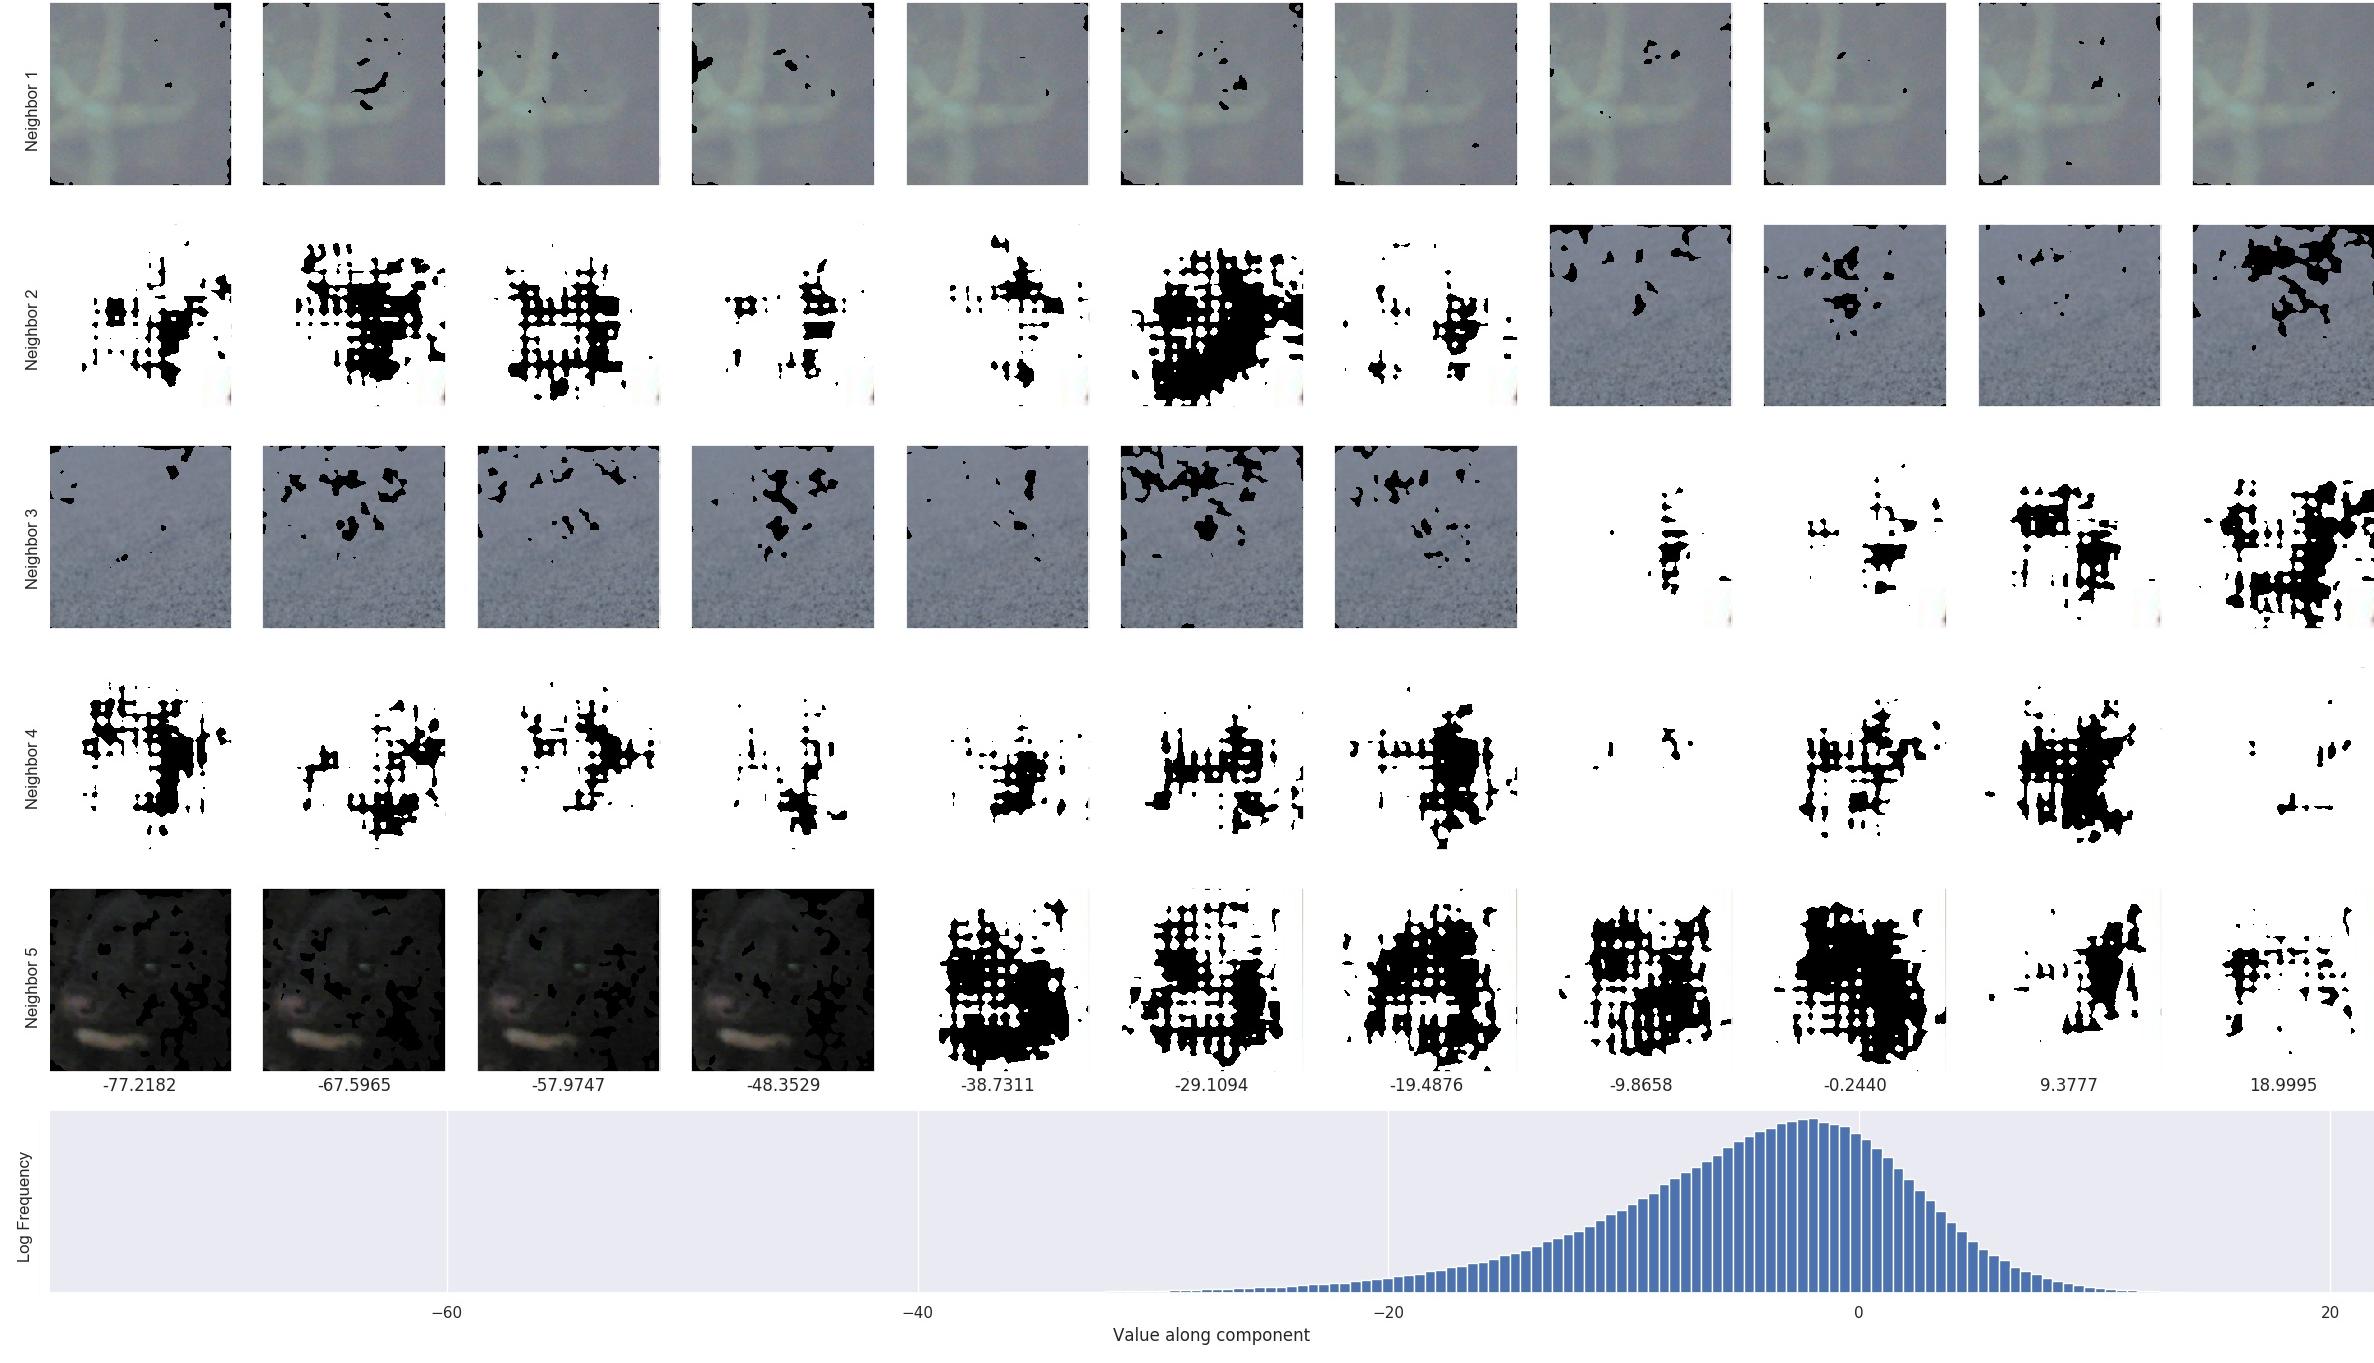 Neighbor 1
Neighbor 2
Neighbor 3
Neighbor 4
Neighbor 5
-77.2182 -67.5965 -57.9747 -48.3529 -38.7311 -29.1094 -19.4876 -9.8658 -0.2440 9.3777 18.9995
Log Frequency
−60 −40 −20 0 20
Value along component